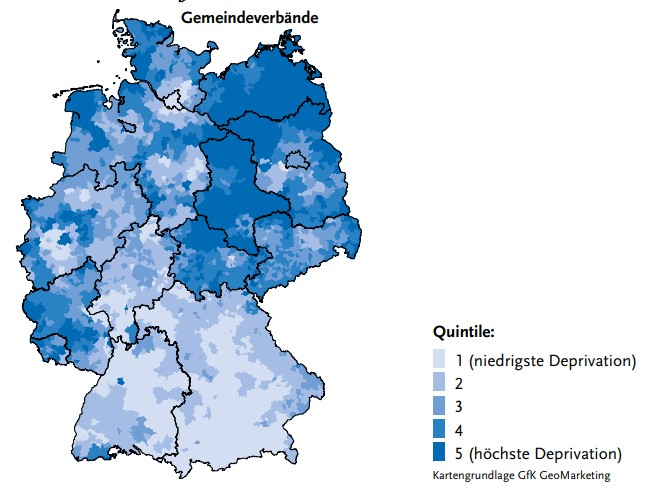 Gemeindeverbände
Quintile:
1 (niedrigste Deprivation)
2
3
4
5 (höchste Deprivation)
Kartengrundlage GfK GeoMarketing